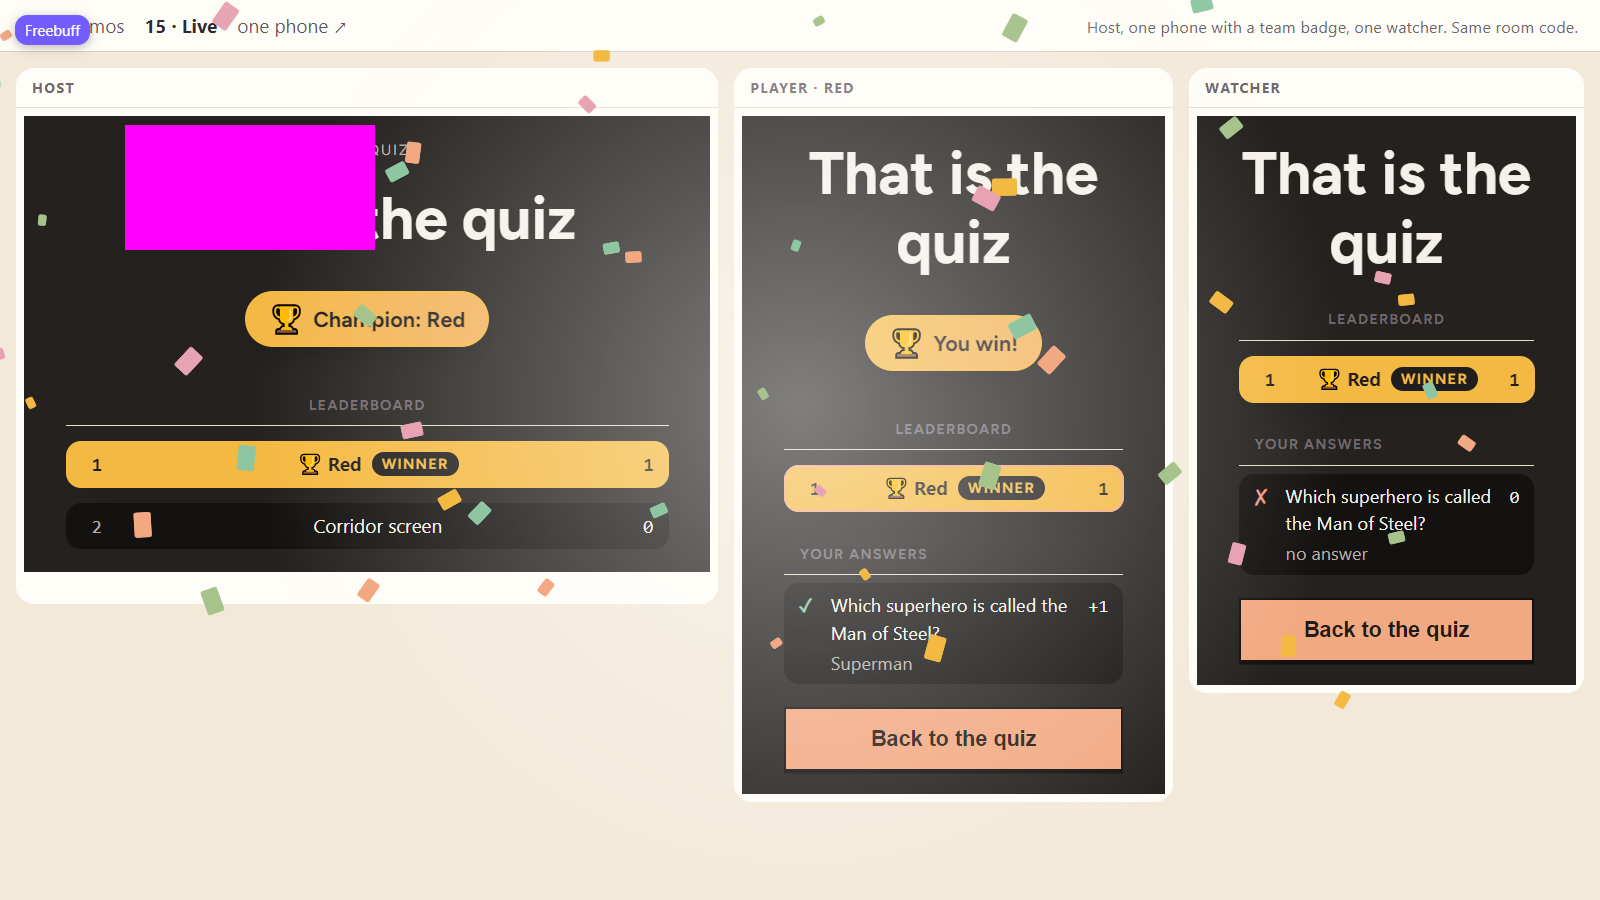 Freebuff
mos 15 · Live one phone ↗
Host, one phone with a team badge, one watcher. Same room code.
HOST
QUIZ
the quiz
Champion: Red
LEADERBOARD
1 Red WINNER 1
2 Corridor screen 0
PLAYER · RED
That is the
quiz
You win!
LEADERBOARD
1 Red WINNER 1
YOUR ANSWERS
✓ Which superhero is called the +1
Man of Steel?
Superman
Back to the quiz
WATCHER
That is the
quiz
LEADERBOARD
1 Red WINNER 1
YOUR ANSWERS
✗ Which superhero is called 0
the Man of Steel?
no answer
Back to the quiz